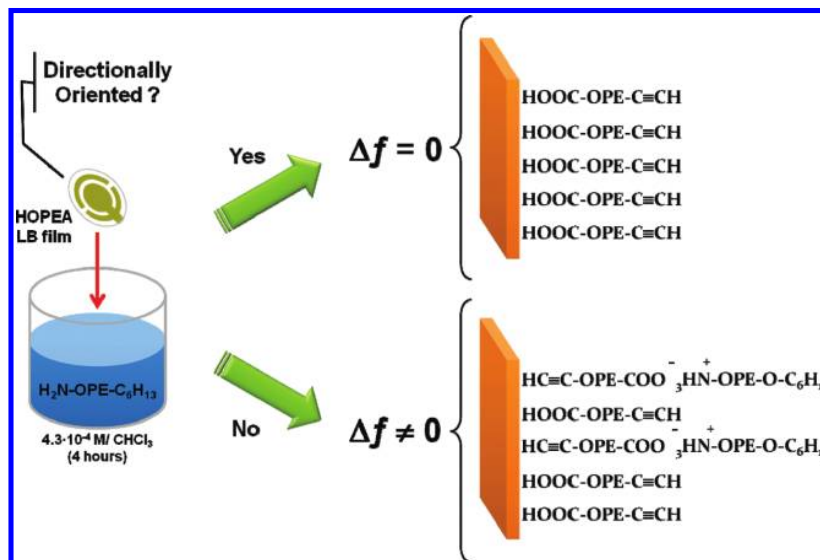 Directionally
Oriented ?
HOPEA
LB film
H₂N-OPE-C₆H₁₃
4.3·10⁻⁴ M/ CHCl₃
(4 hours)
Yes
Δf = 0
HOOC-OPE-C≡CH
HOOC-OPE-C≡CH
HOOC-OPE-C≡CH
HOOC-OPE-C≡CH
HOOC-OPE-C≡CH
No
Δf ≠ 0
HC≡C-OPE-COO⁻ ₃HN⁺-OPE-O-C₆H
HOOC-OPE-C≡CH
HC≡C-OPE-COO⁻ ₃HN⁺-OPE-O-C₆H
HOOC-OPE-C≡CH
HOOC-OPE-C≡CH